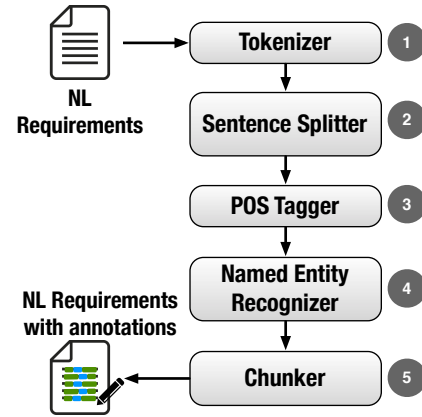 Tokenizer
1
NL
Requirements
Sentence Splitter
2
POS Tagger
3
Named Entity
Recognizer
4
NL Requirements
with annotations
Chunker
5